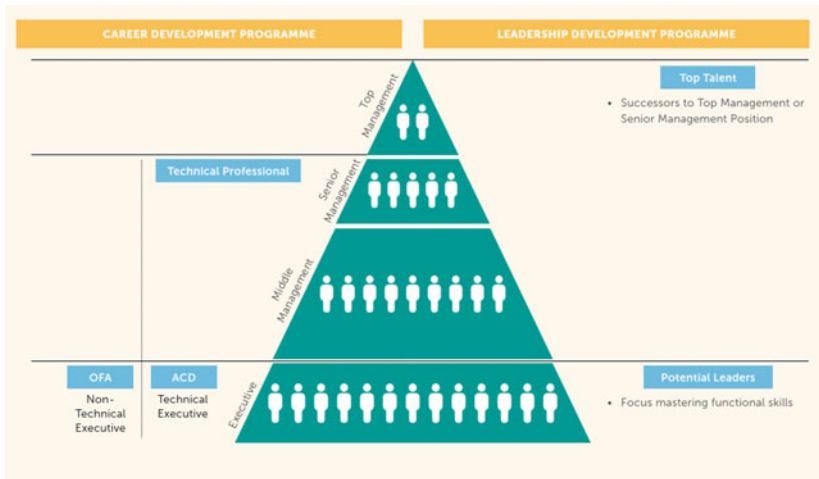 CAREER DEVELOPMENT PROGRAMME
LEADERSHIP DEVELOPMENT PROGRAMME
Top
Management
Top Talent
• Successors to Top Management or
Senior Management Position
Technical Professional
Senior
Management
Middle
Management
OFA
Non-
Technical
Executive
ACD
Technical
Executive
Executive
Potential Leaders
• Focus mastering functional skills